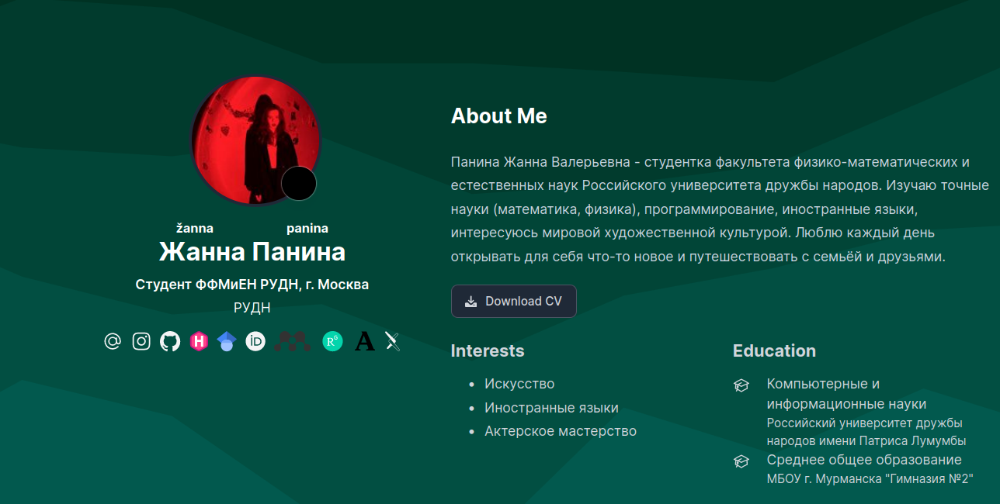 žanna panina
Жанна Панина
Студент ФФМиЕН РУДН, г. Москва
РУДН
About Me
Панина Жанна Валерьевна - студентка факультета физико-математических и
естественных наук Российского университета дружбы народов. Изучаю точные
науки (математика, физика), программирование, иностранные языки,
интересуюсь мировой художественной культурой. Люблю каждый день
открывать для себя что-то новое и путешествовать с семьёй и друзьями.
Download CV
Interests
Искусство
Иностранные языки
Актерское мастерство
Education
Компьютерные и
информационные науки
Российский университет дружбы
народов имени Патриса Лумумбы
Среднее общее образование
МБОУ г. Мурманска "Гимназия №2"